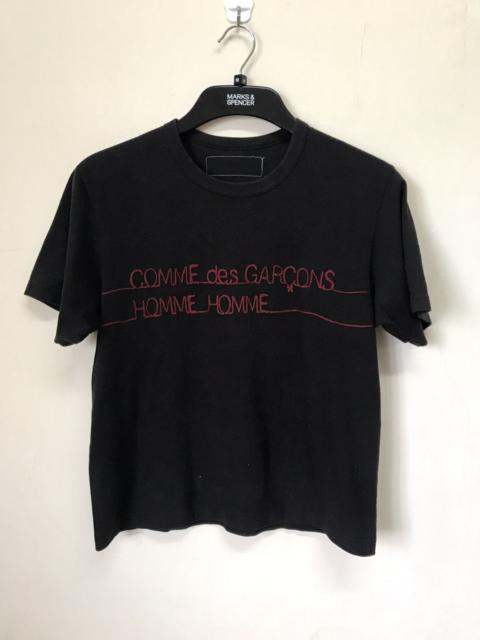 MARKS &
SPENCER
COMME des GARÇONS
HOMME HOMME